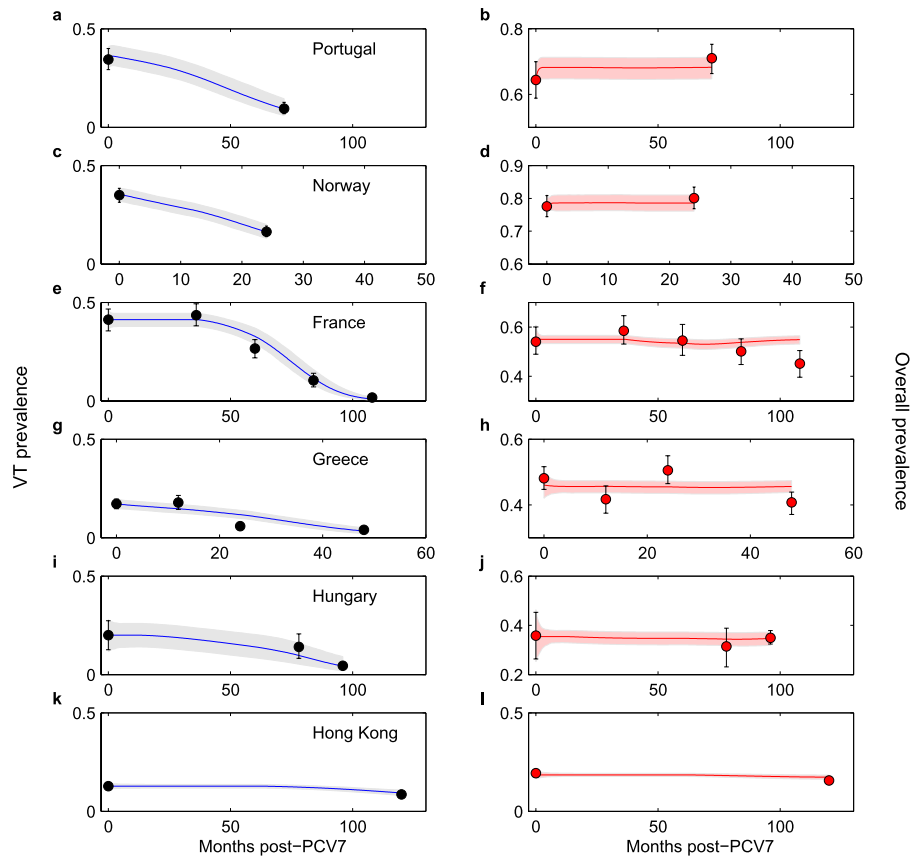 a
b
0.5
0
Portugal
0 50 100
0.8
0.6
0 50 100
c
d
0.5
0
Norway
0 10 20 30 40 50
0.9
0.8
0.7
0.6
0 10 20 30 40 50
e
f
0.5
0
France
0 50 100
0.6
0.4
0 50 100
g
h
0.5
0
Greece
0 20 40 60
0.6
0.4
0 20 40 60
i
j
0.5
0
Hungary
0 50 100
0.6
0.4
0.2
0 50 100
k
l
0.5
0
Hong Kong
0 50 100
0.5
0
0 50 100
Months post−PCV7
Months post−PCV7
VT prevalence
Overall prevalence